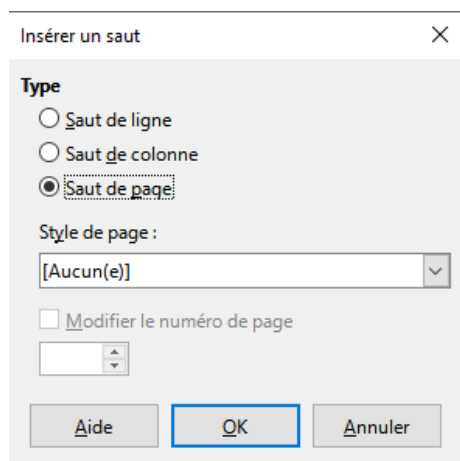 Insérer un saut
Type
Saut de ligne
Saut de colonne
Saut de page
Style de page :
[Aucun(e)]
Modifier le numéro de page
Aide OK Annuler